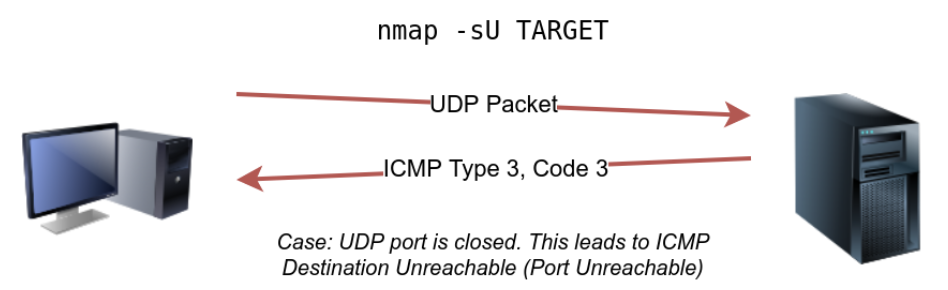 nmap -sU TARGET
UDP Packet
ICMP Type 3, Code 3
Case: UDP port is closed. This leads to ICMP
Destination Unreachable (Port Unreachable)